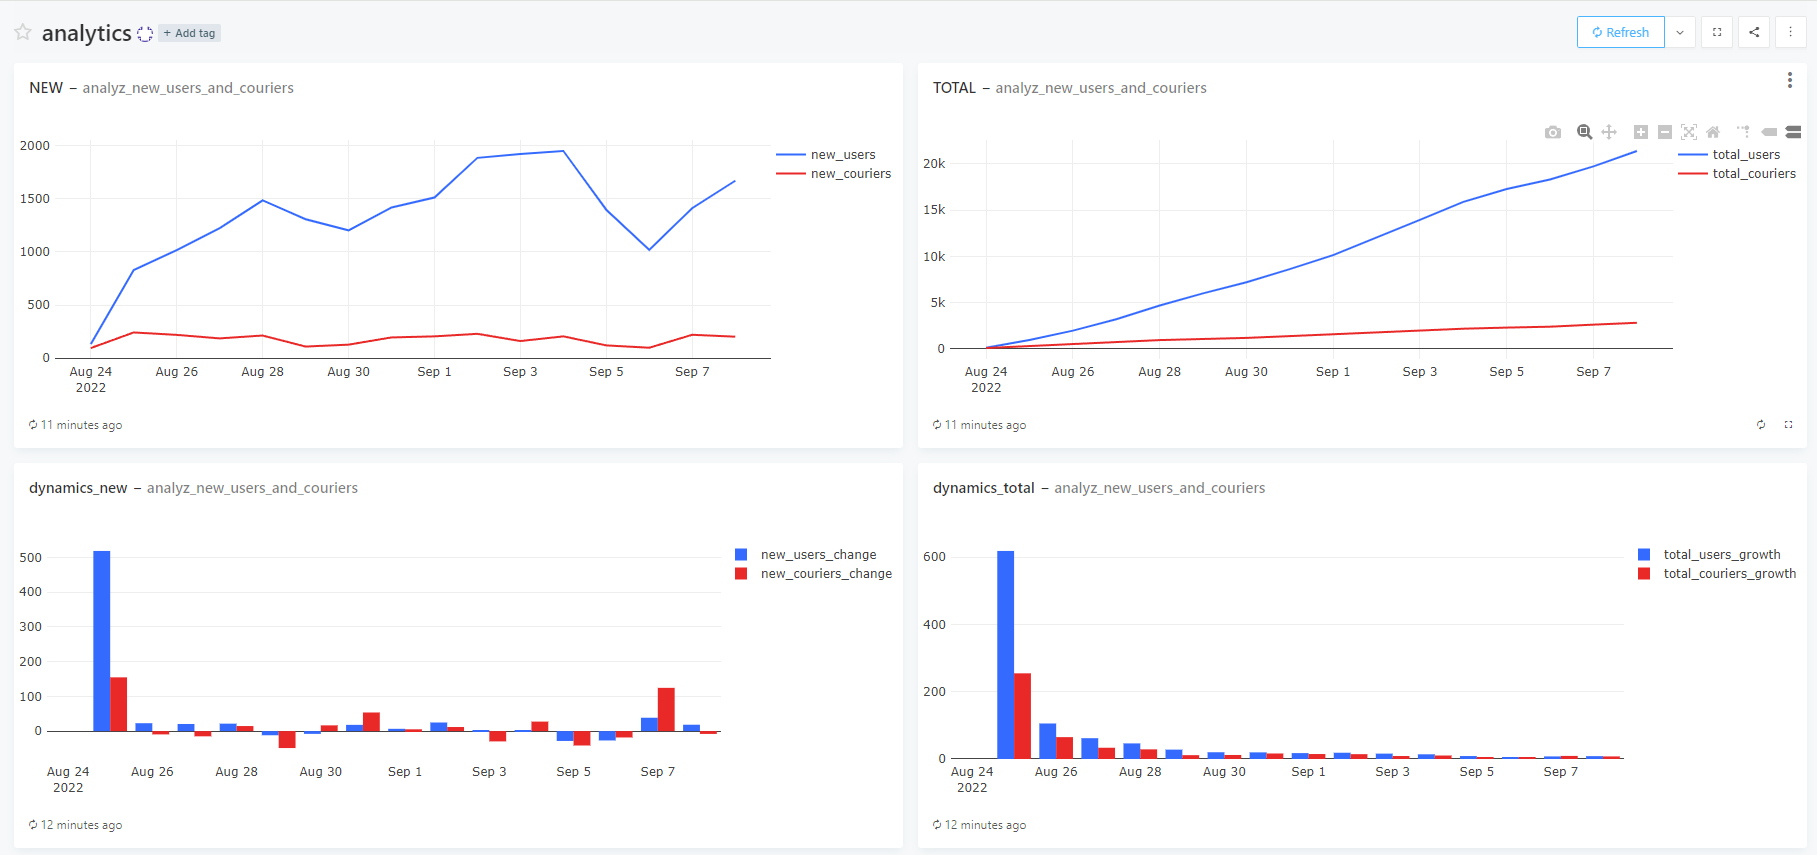 analytics + Add tag Refresh
NEW – analyz_new_users_and_couriers
2000
1500
1000
500
0
Aug 24 Aug 26 Aug 28 Aug 30 Sep 1 Sep 3 Sep 5 Sep 7
2022
new_users
new_couriers
11 minutes ago
TOTAL – analyz_new_users_and_couriers
20k
15k
10k
5k
0
Aug 24 Aug 26 Aug 28 Aug 30 Sep 1 Sep 3 Sep 5 Sep 7
2022
total_users
total_couriers
11 minutes ago
dynamics_new – analyz_new_users_and_couriers
500
400
300
200
100
0
Aug 24 Aug 26 Aug 28 Aug 30 Sep 1 Sep 3 Sep 5 Sep 7
2022
new_users_change
new_couriers_change
12 minutes ago
dynamics_total – analyz_new_users_and_couriers
600
400
200
0
Aug 24 Aug 26 Aug 28 Aug 30 Sep 1 Sep 3 Sep 5 Sep 7
2022
total_users_growth
total_couriers_growth
12 minutes ago